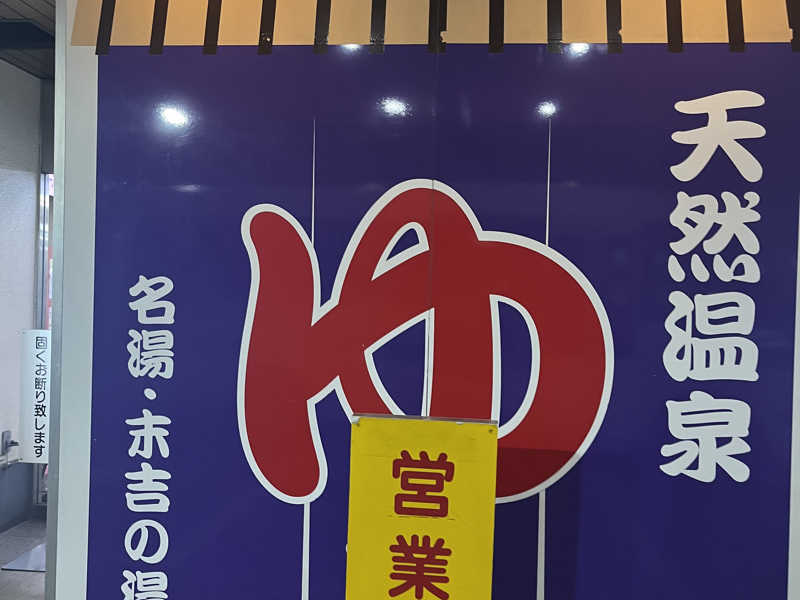 天然温泉
ゆ
名湯・末吉の湯
営業
固くお断り致します